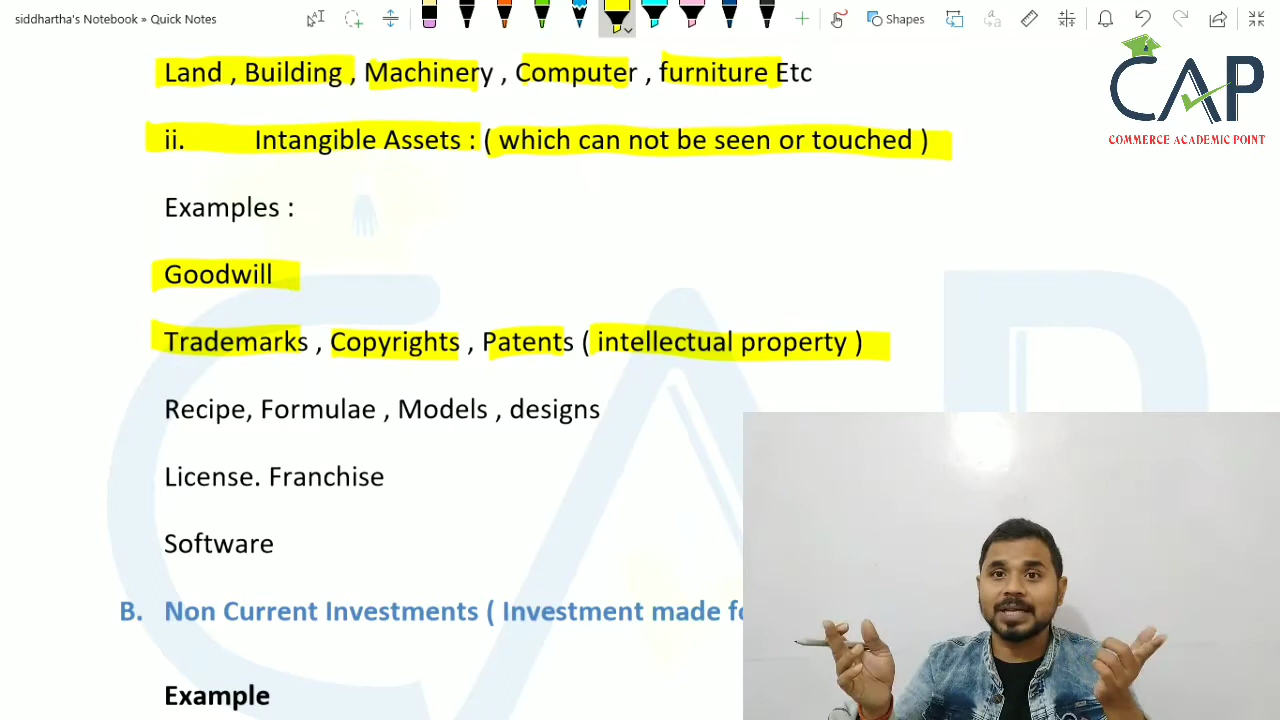 siddhartha's Notebook » Quick Notes
Shapes
Land , Building , Machinery , Computer , furniture Etc
CAP
COMMERCE ACADEMIC POINT
ii. Intangible Assets : ( which can not be seen or touched )
Examples :
Goodwill
Trademarks , Copyrights , Patents ( intellectual property )
Recipe, Formulae , Models , designs
License. Franchise
Software
B. Non Current Investments ( Investment made fo
Example